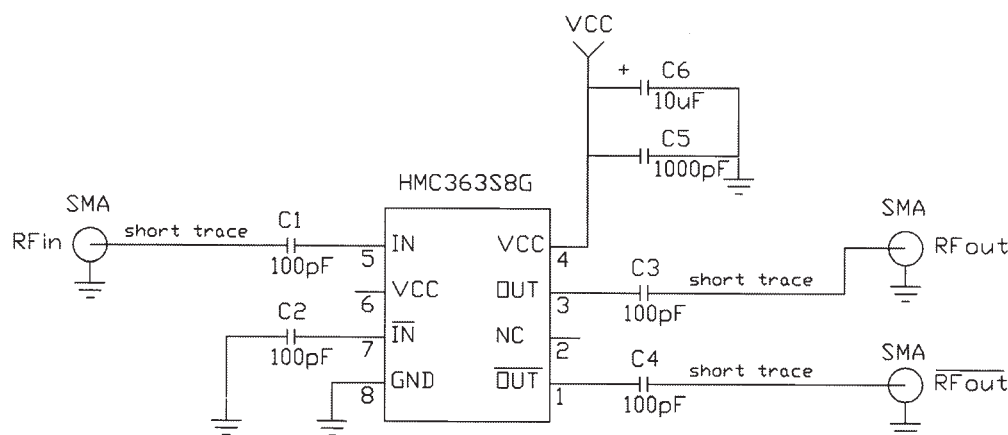 VCC
+ C6
10uF
C5
1000pF
HMC363S8G
SMA
RFin
short trace
C1
100pF
5 IN
VCC 4
SMA
RFout
6 VCC
OUT 3
C3
100pF
short trace
C2
100pF
7 IN
NC 2
8 GND
OUT 1
C4
100pF
short trace
SMA
RFout